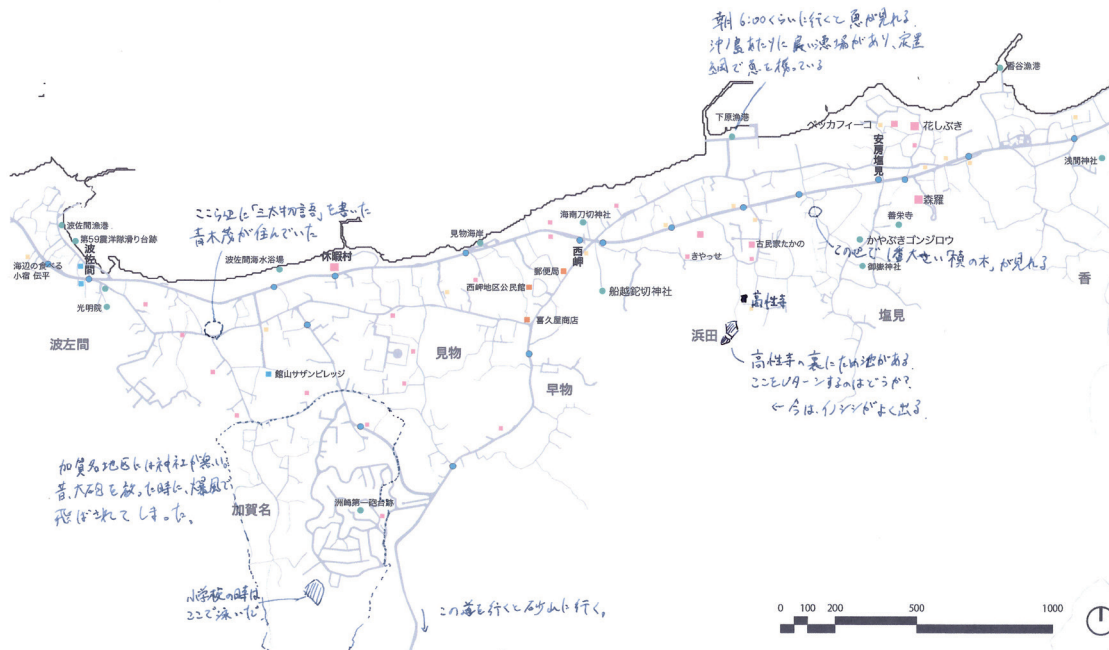 朝6:00くらいに行くと魚が見れる。
沖ノ島あたりに良い漁場があり、定置
網で魚を獲っている
看谷漁港
下原漁港
ペッカフィーコ
花しぶき
安房塩見
浅間神社
森羅
善栄寺
かやぶきゴンジロウ
御嶽神社
この辺で1番大きい「槙の木」が見れる
塩見
香
ここら辺に「三太物語」を書いた
青木茂が住んでいた
波佐間漁港
第59震洋隊滑り台跡
波佐間
海辺の食べる
小宿 伝平
光明院
波左間
波佐間海水浴場
休暇村
見物海岸
海南刀切神社
西岬
郵便局
西岬地区公民館
喜久屋商店
船越鉈切神社
きやっせ
古民家たかの
高性寺
浜田
高性寺の裏にため池がある。
ここをUターンするのはどうか?
←今は、イノシシがよく出る。
見物
早物
館山サザンビレッジ
加賀名地区には神社が無い。
昔、大砲を放った時に、爆風で
飛ばされてしまった。
加賀名
洲崎第一砲台跡
小学校の時は
ここで泳いだ。
この道を行くと砂山に行く。
0 100 200 500 1000